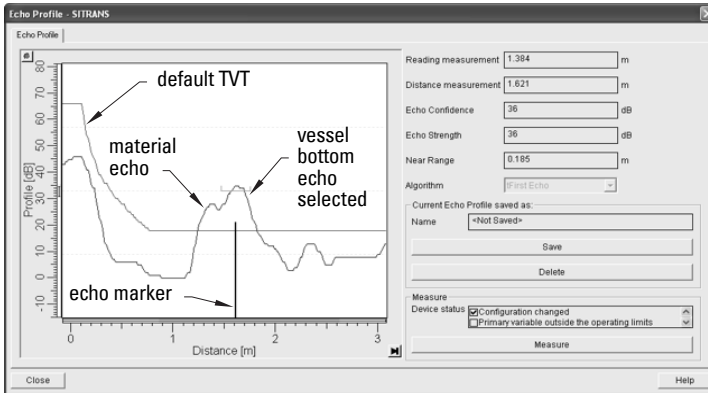 Echo Profile - SITRANS
Echo Profile
80
70
60
50
40
30
20
10
0
-10
Profile [dB]
default TVT
material
echo
vessel
bottom
echo
selected
echo marker
0
1
2
3
Distance [m]
Reading measurement 1.384 m
Distance measurement 1.621 m
Echo Confidence 36 dB
Echo Strength 36 dB
Near Range 0.185 m
Algorithm tFirst Echo
Current Echo Profile saved as:
Name <Not Saved>
Save
Delete
Measure
Device status Configuration changed
Primary variable outside the operating limits
Measure
Close
Help